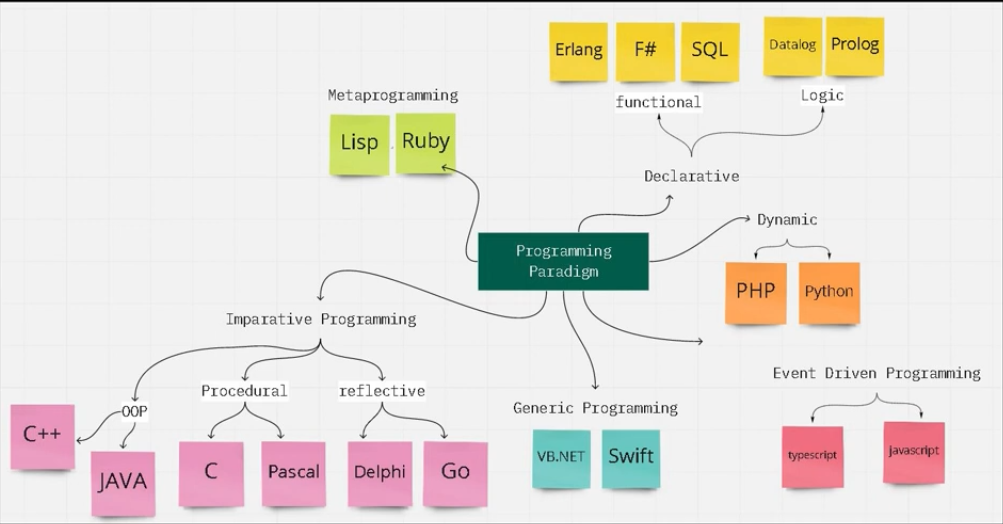 Erlang
F#
SQL
Datalog
Prolog
functional
Logic
Metaprogramming
Lisp
Ruby
Declarative
Dynamic
PHP
Python
Programming
Paradigm
Imparative Programming
OOP
C++
JAVA
Procedural
C
Pascal
reflective
Delphi
Go
Generic Programming
VB.NET
Swift
Event Driven Programming
typescript
javascript